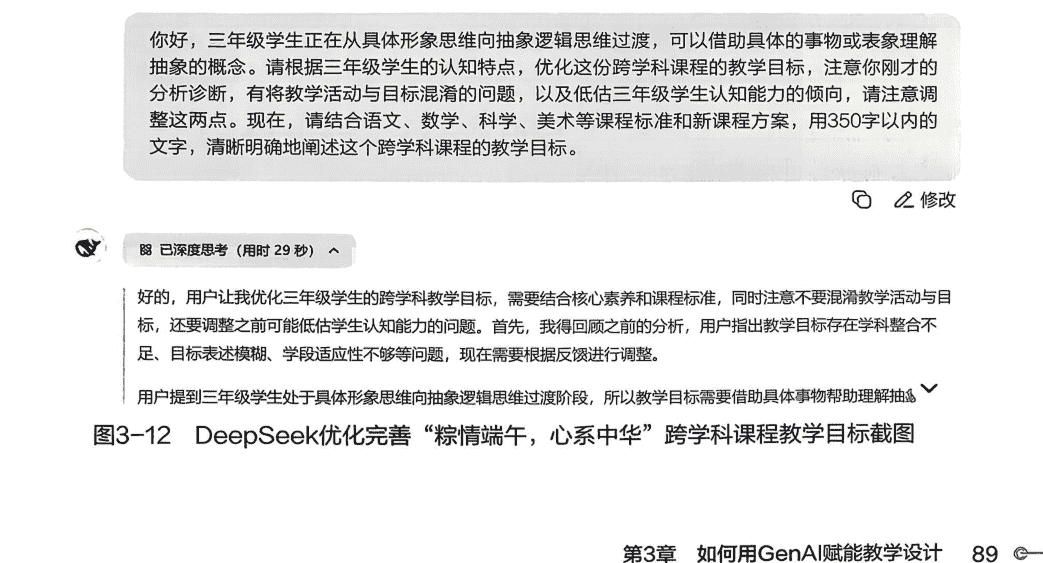 你好，三年级学生正在从具体形象思维向抽象逻辑思维过渡，可以借助具体的事物或表象理解
抽象的概念。请根据三年级学生的认知特点，优化这份跨学科课程的教学目标，注意你刚才的
分析诊断，有将教学活动与目标混淆的问题，以及低估三年级学生认知能力的倾向，请注意调
整这两点。现在，请结合语文、数学、科学、美术等课程标准和新课程方案，用350字以内的
文字，清晰明确地阐述这个跨学科课程的教学目标。
修改
已深度思考（用时 29 秒）
好的，用户让我优化三年级学生的跨学科教学目标，需要结合核心素养和课程标准，同时注意不要混淆教学活动与目
标，还要调整之前可能低估学生认知能力的问题。首先，我得回顾之前的分析，用户指出教学目标存在学科整合不
足、目标表述模糊、学段适应性不够等问题，现在需要根据反馈进行调整。
用户提到三年级学生处于具体形象思维向抽象逻辑思维过渡阶段，所以教学目标需要借助具体事物帮助理解抽
图3-12 DeepSeek优化完善“粽情端午，心系中华”跨学科课程教学目标截图
第3章 如何用GenAI赋能教学设计 89